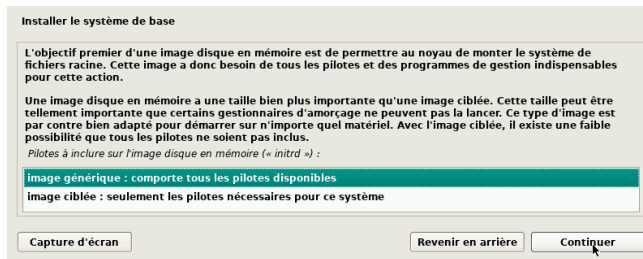 Installer le système de base
L'objectif premier d'une image disque en mémoire est de permettre au noyau de monter le système de
fichiers racine. Cette image a donc besoin de tous les pilotes et des programmes de gestion indispensables
pour cette action.
Une image disque en mémoire a une taille bien plus importante qu'une image ciblée. Cette taille peut être
tellement importante que certains gestionnaires d'amorçage ne peuvent pas la lancer. Ce type d'image est
par contre bien adapté pour démarrer sur n'importe quel matériel. Avec l'image ciblée, il existe une faible
possibilité que tous les pilotes ne soient pas inclus.
Pilotes à inclure sur l'image disque en mémoire (« initrd ») :
image générique : comporte tous les pilotes disponibles
image ciblée : seulement les pilotes nécessaires pour ce système
Capture d'écran Revenir en arrière Continuer